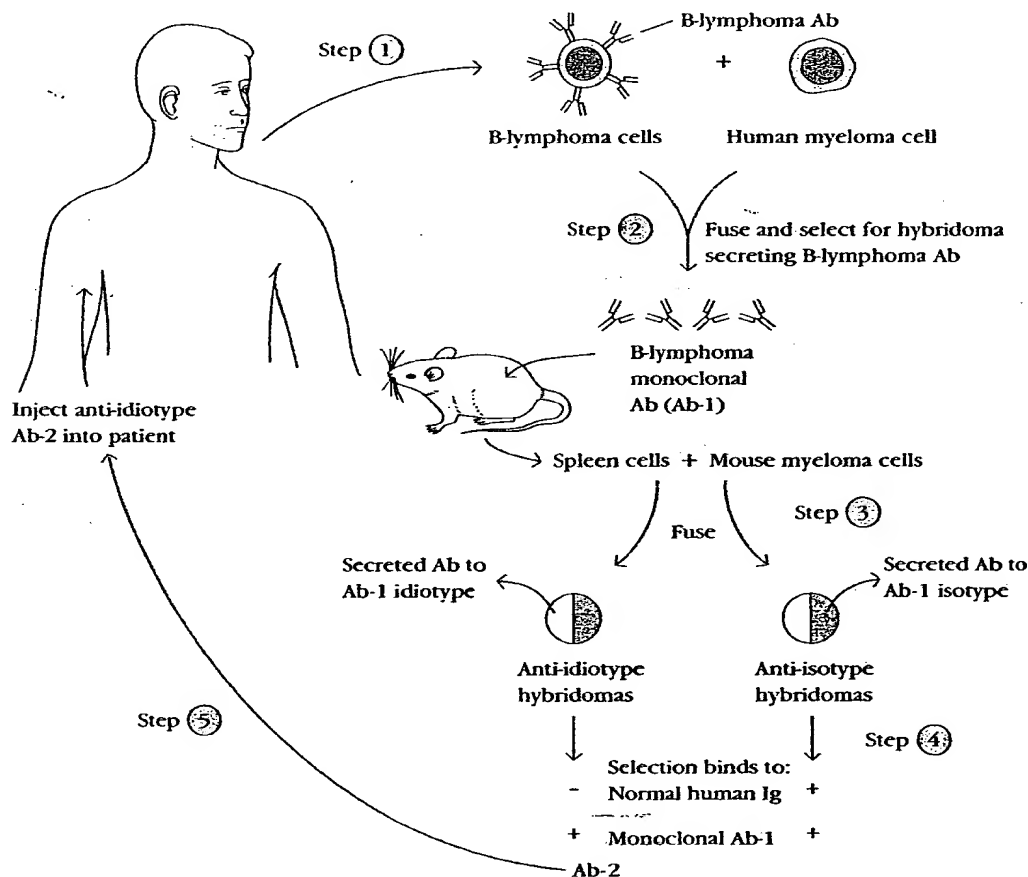 B-lymphoma Ab
Step 1
+
B-lymphoma cells
Human myeloma cell
Step 2
Fuse and select for hybridoma
secreting B-lymphoma Ab
B-lymphoma
monoclonal
Ab (Ab-1)
Inject anti-idiotype
Ab-2 into patient
Spleen cells + Mouse myeloma cells
Step 3
Fuse
Secreted Ab to
Ab-1 idiotype
Secreted Ab to
Ab-1 isotype
Anti-idiotype
hybridomas
Anti-isotype
hybridomas
Step 5
Step 4
Selection binds to:
- Normal human Ig +
+ Monoclonal Ab-1 +
Ab-2